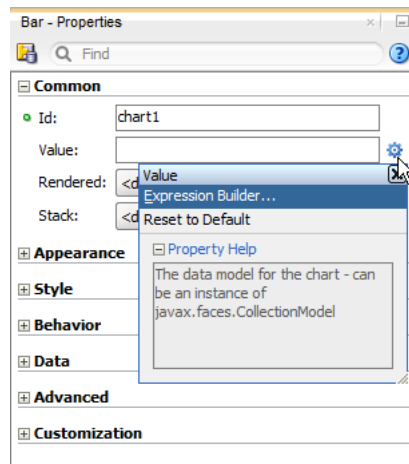 Bar - Properties
Find
Common
Id: chart1
Value:
Rendered: <d
Stack: <d
Value
Expression Builder...
Reset to Default
Property Help
The data model for the chart - can
be an instance of
javax.faces.CollectionModel
Appearance
Style
Behavior
Data
Advanced
Customization